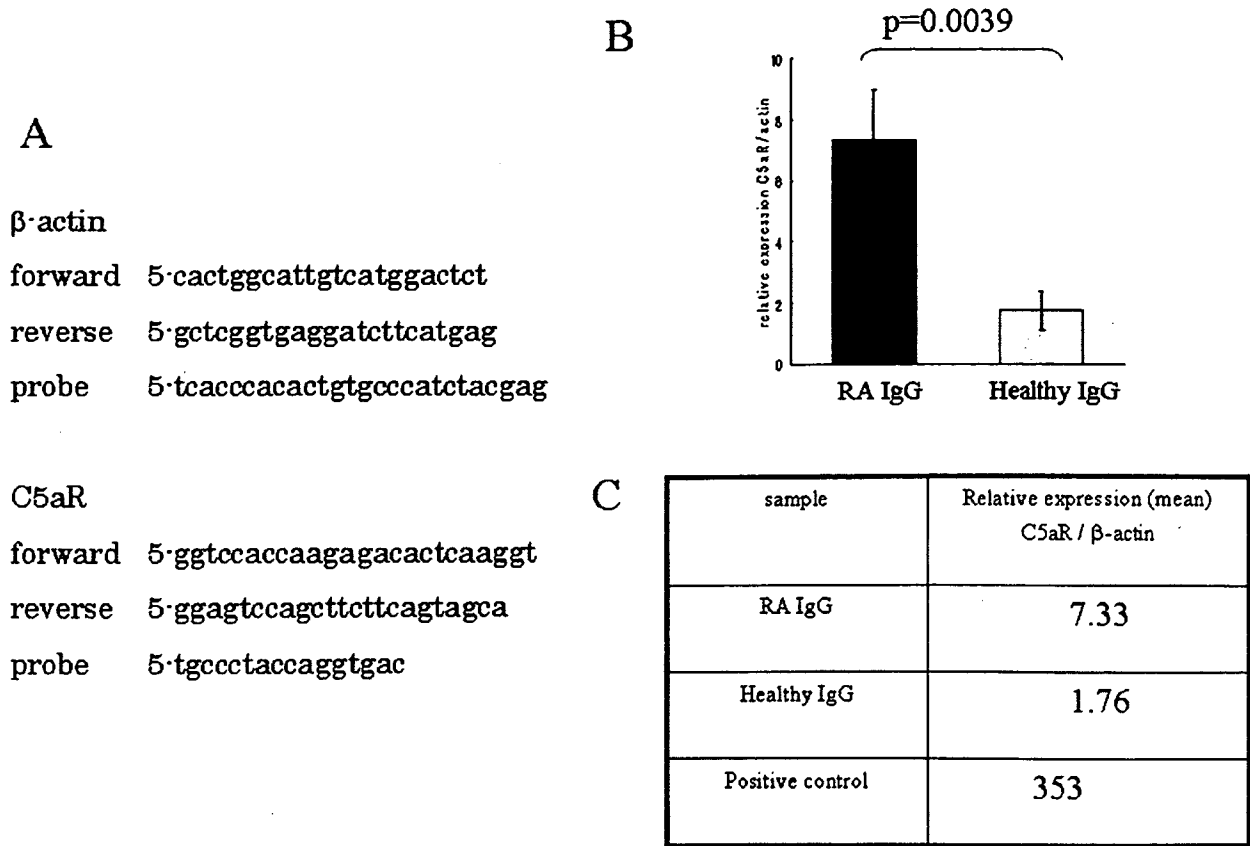 A
β-actin
forward 5-cactggcattgtcatggactct
reverse 5-gctcggtgaggatcttcatgag
probe 5-tcacccacactgtgcccatctacgag
C5aR
forward 5-ggtccaccaagagacactcaaggt
reverse 5-ggagtccagcttcttcagtagca
probe 5-tgccctaccaggtgac
B
p=0.0039
relative expression C5aR/actin
10
8
6
4
2
0
RA IgG Healthy IgG
C
sample Relative expression (mean)
C5aR / β-actin
RA IgG 7.33
Healthy IgG 1.76
Positive control 353